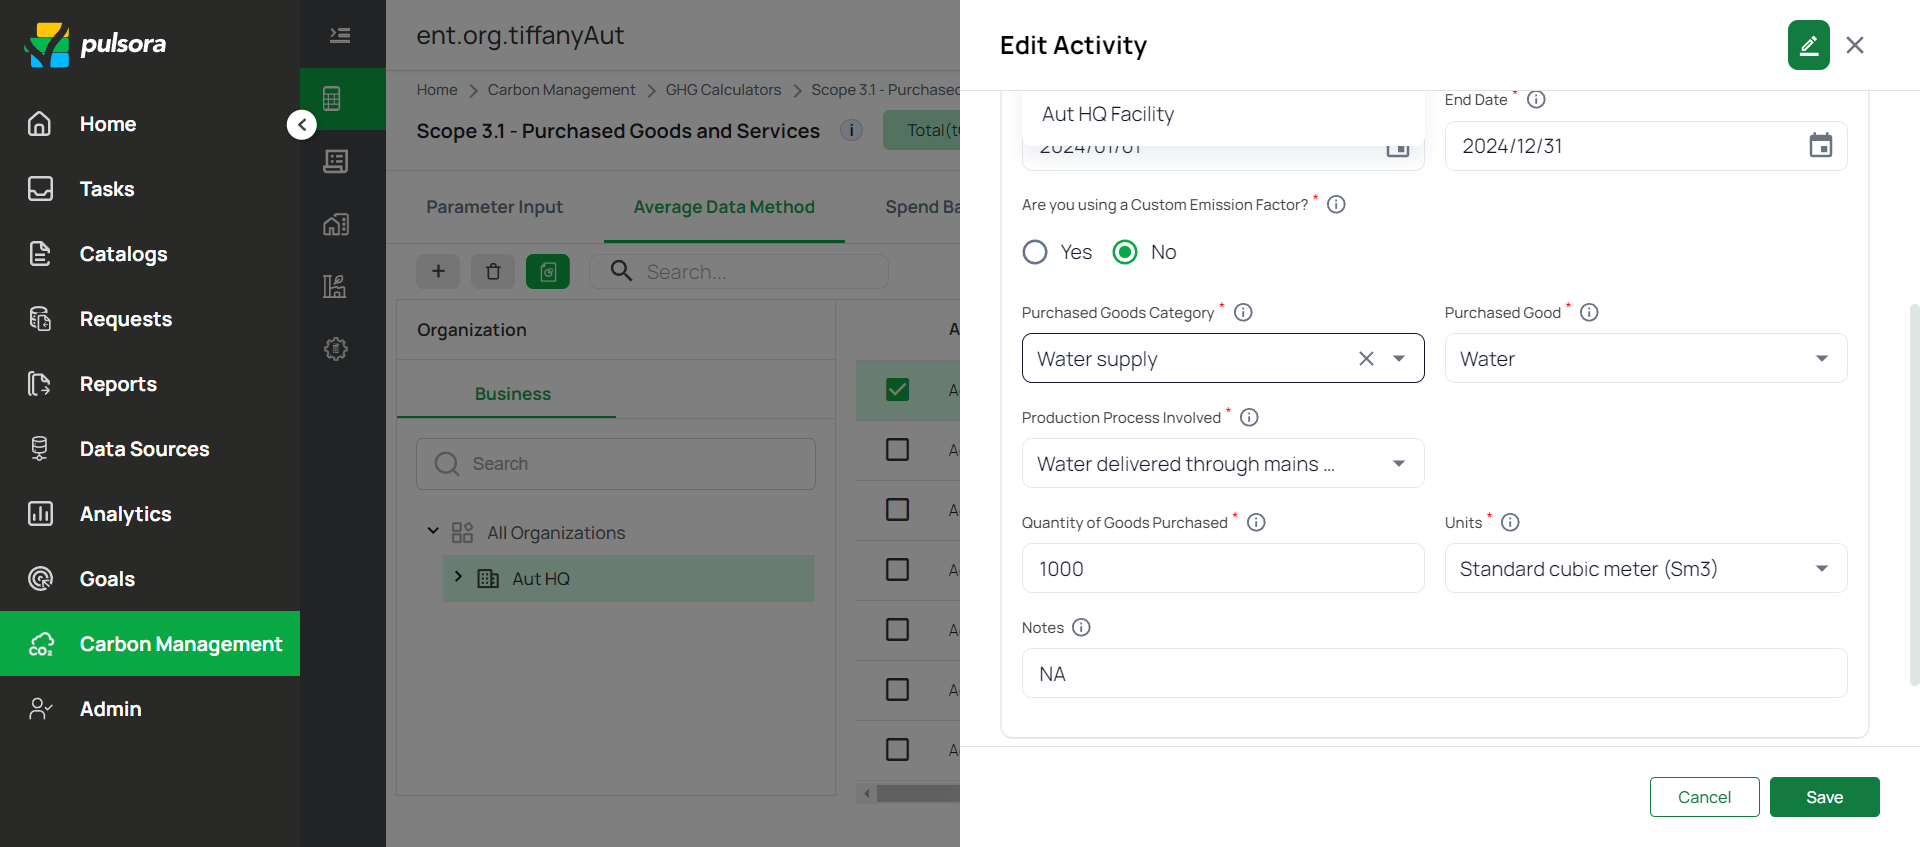 pulsora
Home
Tasks
Catalogs
Requests
Reports
Data Sources
Analytics
Goals
Carbon Management
Admin
ent.org.tiffanyAut
Home > Carbon Management > GHG Calculators > Scope 3.1 - Purchased
Scope 3.1 - Purchased Goods and Services
Total(t
Parameter Input
Average Data Method
Spend Ba
Search...
Organization
Business
Search
All Organizations
Aut HQ
Edit Activity
Aut HQ Facility
2024/01/01
End Date *
2024/12/31
Are you using a Custom Emission Factor? *
Yes
No
Purchased Goods Category *
Water supply
Purchased Good *
Water
Production Process Involved *
Water delivered through mains ...
Quantity of Goods Purchased *
1000
Units *
Standard cubic meter (Sm3)
Notes
NA
Cancel
Save